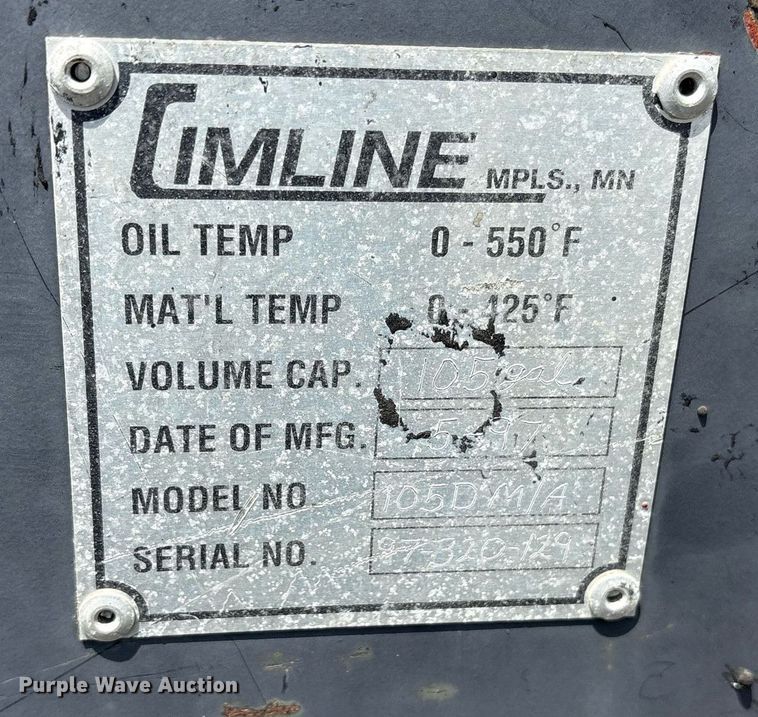 CIMLINE MPLS., MN
OIL TEMP 0 - 550°F
MAT'L TEMP 0 - 425°F
VOLUME CAP. 105 gal
DATE OF MFG. 5-97
MODEL NO 105DM/A
SERIAL NO. 97-320-129
Purple Wave Auction